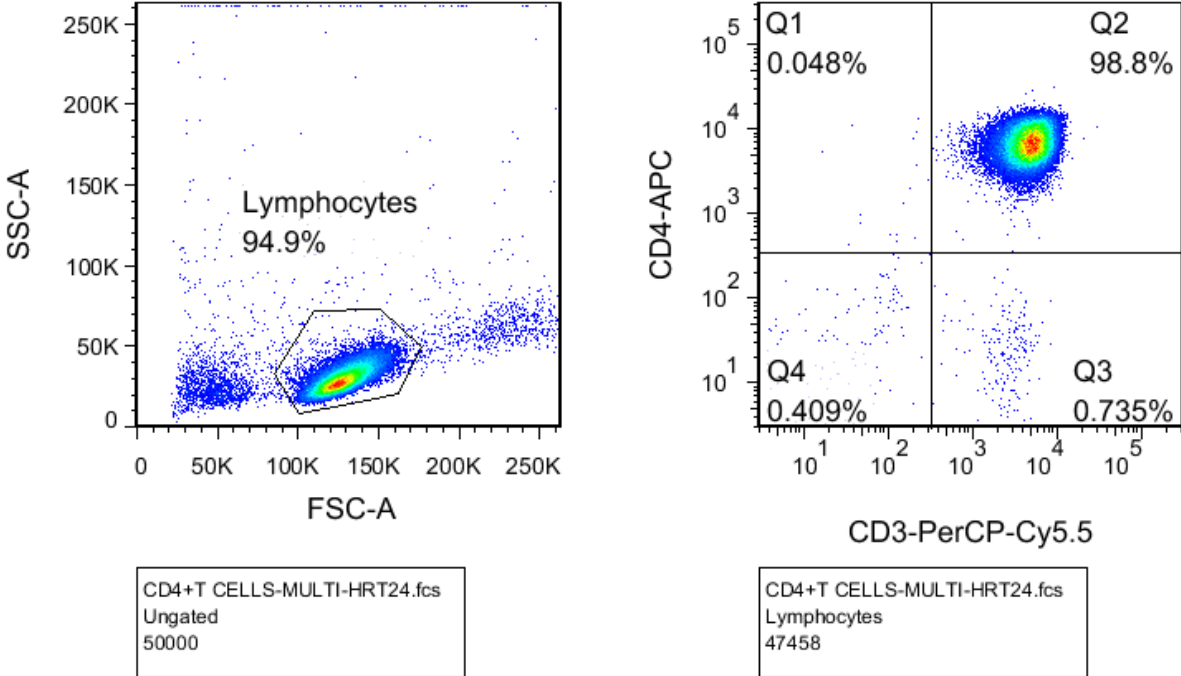 250K
200K
150K
100K
50K
0
SSC-A
Lymphocytes
94.9%
0 50K 100K 150K 200K 250K
FSC-A
CD4+T CELLS-MULTI-HRT24.fcs
Ungated
50000
10^5
10^4
10^3
10^2
10^1
CD4-APC
Q1
0.048%
Q2
98.8%
Q4
0.409%
Q3
0.735%
10^1 10^2 10^3 10^4 10^5
CD3-PerCP-Cy5.5
CD4+T CELLS-MULTI-HRT24.fcs
Lymphocytes
47458